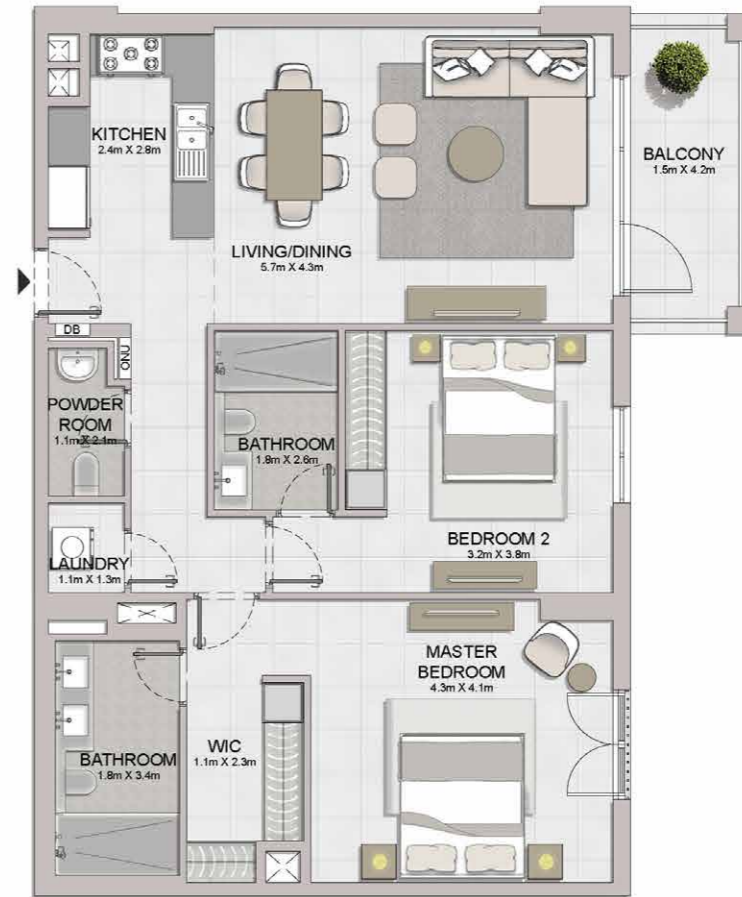 KITCHEN
2.4m X 2.8m
BALCONY
1.5m X 4.2m
LIVING/DINING
5.7m X 4.3m
DB
ONU
POWDER
ROOM
1.1m X 2.1m
BATHROOM
1.8m X 2.6m
BEDROOM 2
3.2m X 3.8m
LAUNDRY
1.1m X 1.3m
MASTER
BEDROOM
4.3m X 4.1m
WIC
1.1m X 2.3m
BATHROOM
1.8m X 3.4m